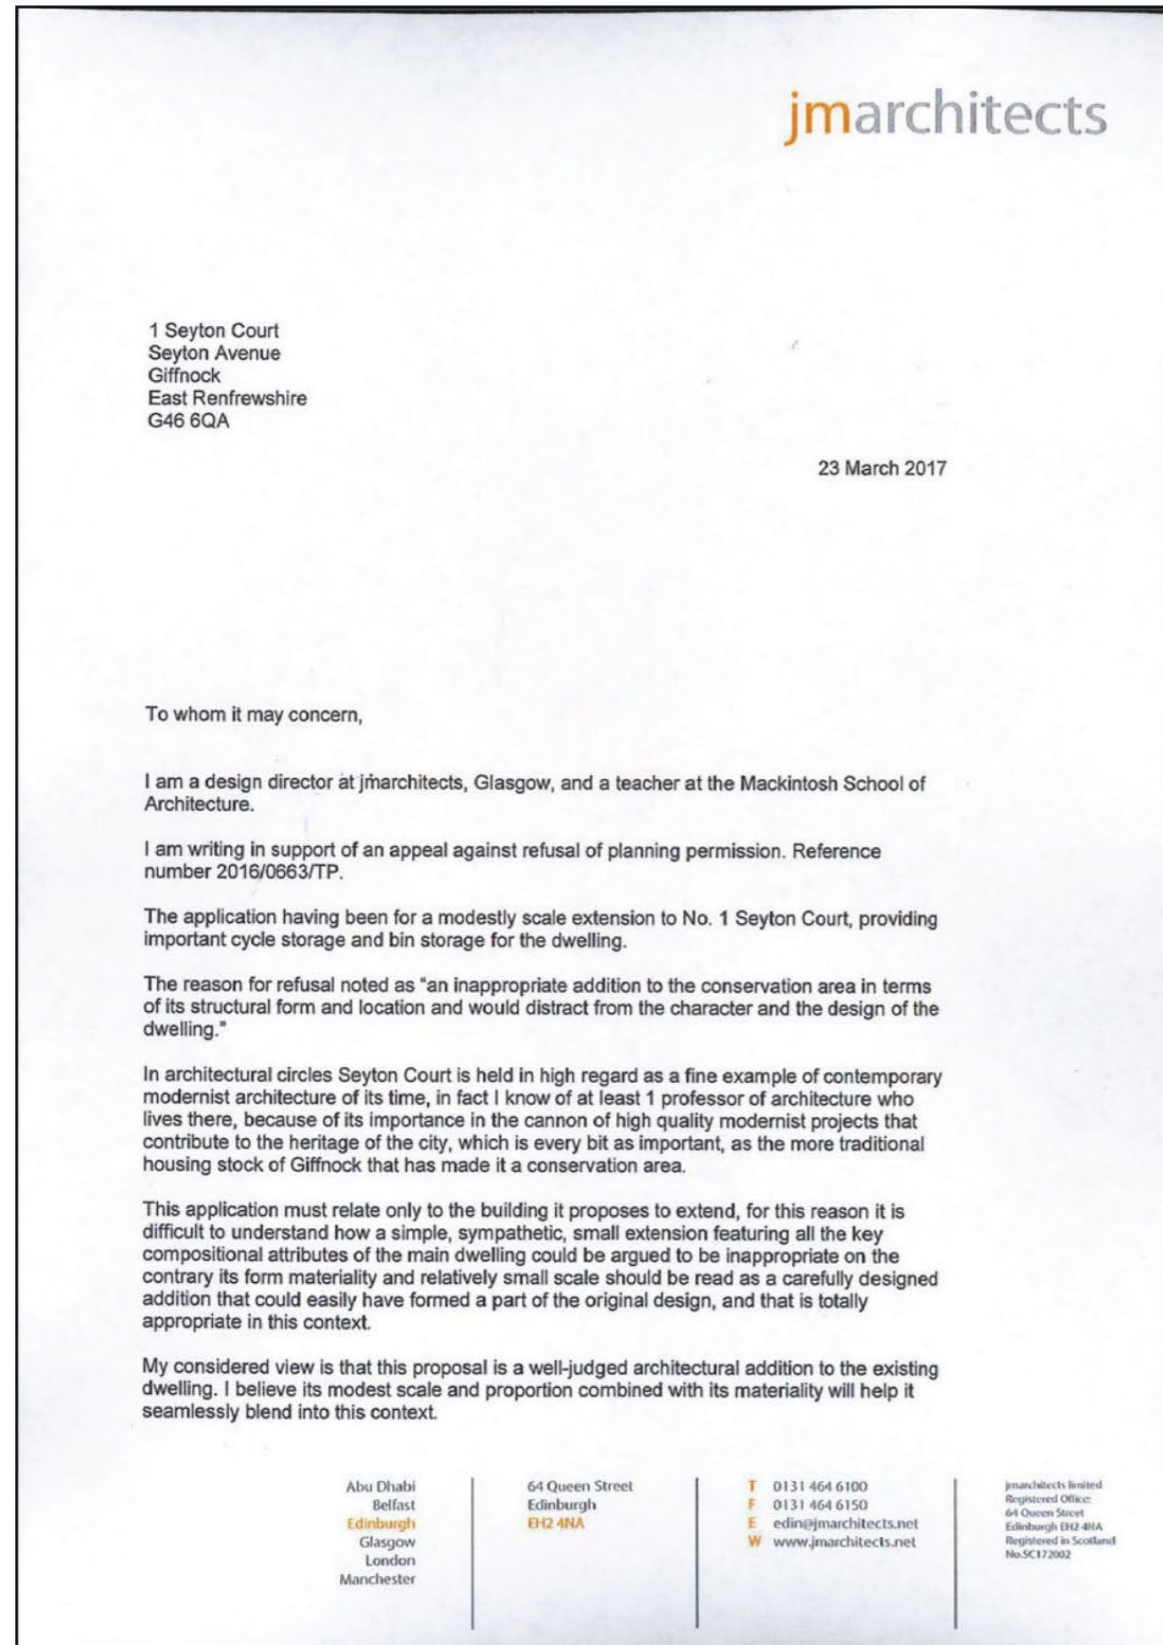 jmarchitects
1 Seyton Court
Seyton Avenue
Giffnock
East Renfrewshire
G46 6QA
23 March 2017
To whom it may concern,
I am a design director at jmarchitects, Glasgow, and a teacher at the Mackintosh School of
Architecture.
I am writing in support of an appeal against refusal of planning permission. Reference
number 2016/0663/TP.
The application having been for a modestly scale extension to No. 1 Seyton Court, providing
important cycle storage and bin storage for the dwelling.
The reason for refusal noted as "an inappropriate addition to the conservation area in terms
of its structural form and location and would distract from the character and the design of the
dwelling."
In architectural circles Seyton Court is held in high regard as a fine example of contemporary
modernist architecture of its time, in fact I know of at least 1 professor of architecture who
lives there, because of its importance in the cannon of high quality modernist projects that
contribute to the heritage of the city, which is every bit as important, as the more traditional
housing stock of Giffnock that has made it a conservation area.
This application must relate only to the building it proposes to extend, for this reason it is
difficult to understand how a simple, sympathetic, small extension featuring all the key
compositional attributes of the main dwelling could be argued to be inappropriate on the
contrary its form materiality and relatively small scale should be read as a carefully designed
addition that could easily have formed a part of the original design, and that is totally
appropriate in this context.
My considered view is that this proposal is a well-judged architectural addition to the existing
dwelling. I believe its modest scale and proportion combined with its materiality will help it
seamlessly blend into this context.
Abu Dhabi
Belfast
Edinburgh
Glasgow
London
Manchester
64 Queen Street
Edinburgh
EH2 4NA
T 0131 464 6100
F 0131 464 6150
E edin@jmarchitects.net
W www.jmarchitects.net
jmarchitects limited
Registered Office:
64 Queen Street
Edinburgh EH2 4NA
Registered in Scotland
No.SC172002